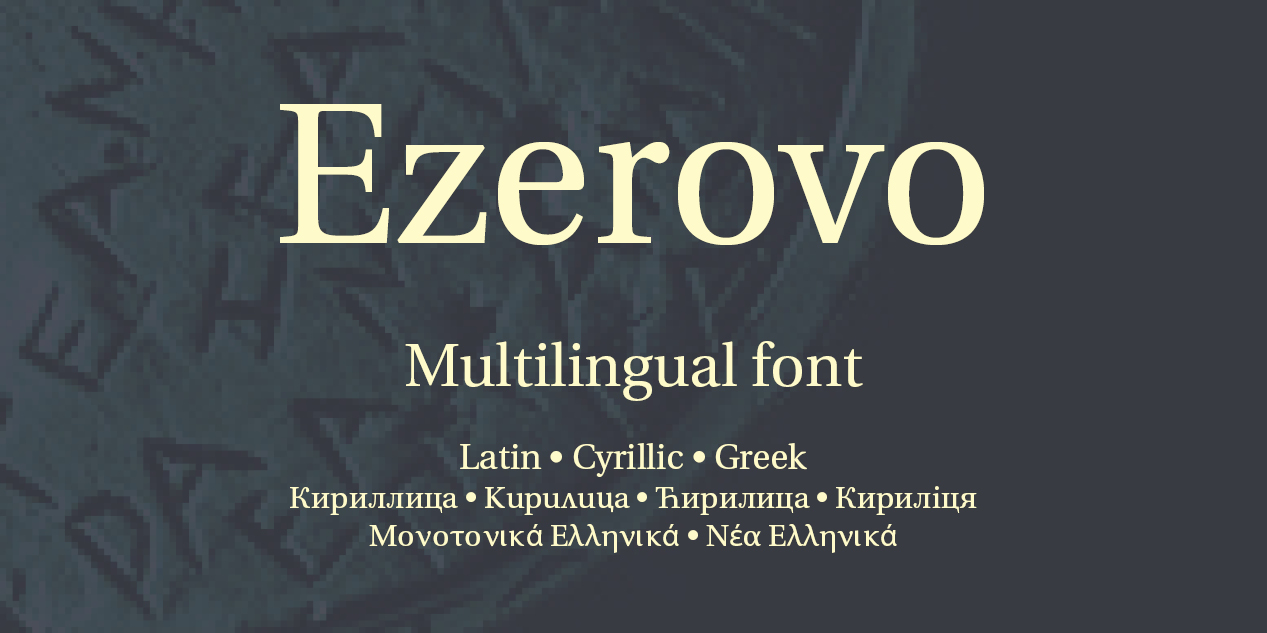 Ezerovo
Multilingual font
Latin • Cyrillic • Greek
Кириллица • Кирилица • Ћирилица • Кириліця
Μονοτονικά Ελληνικά • Νέα Ελληνικά